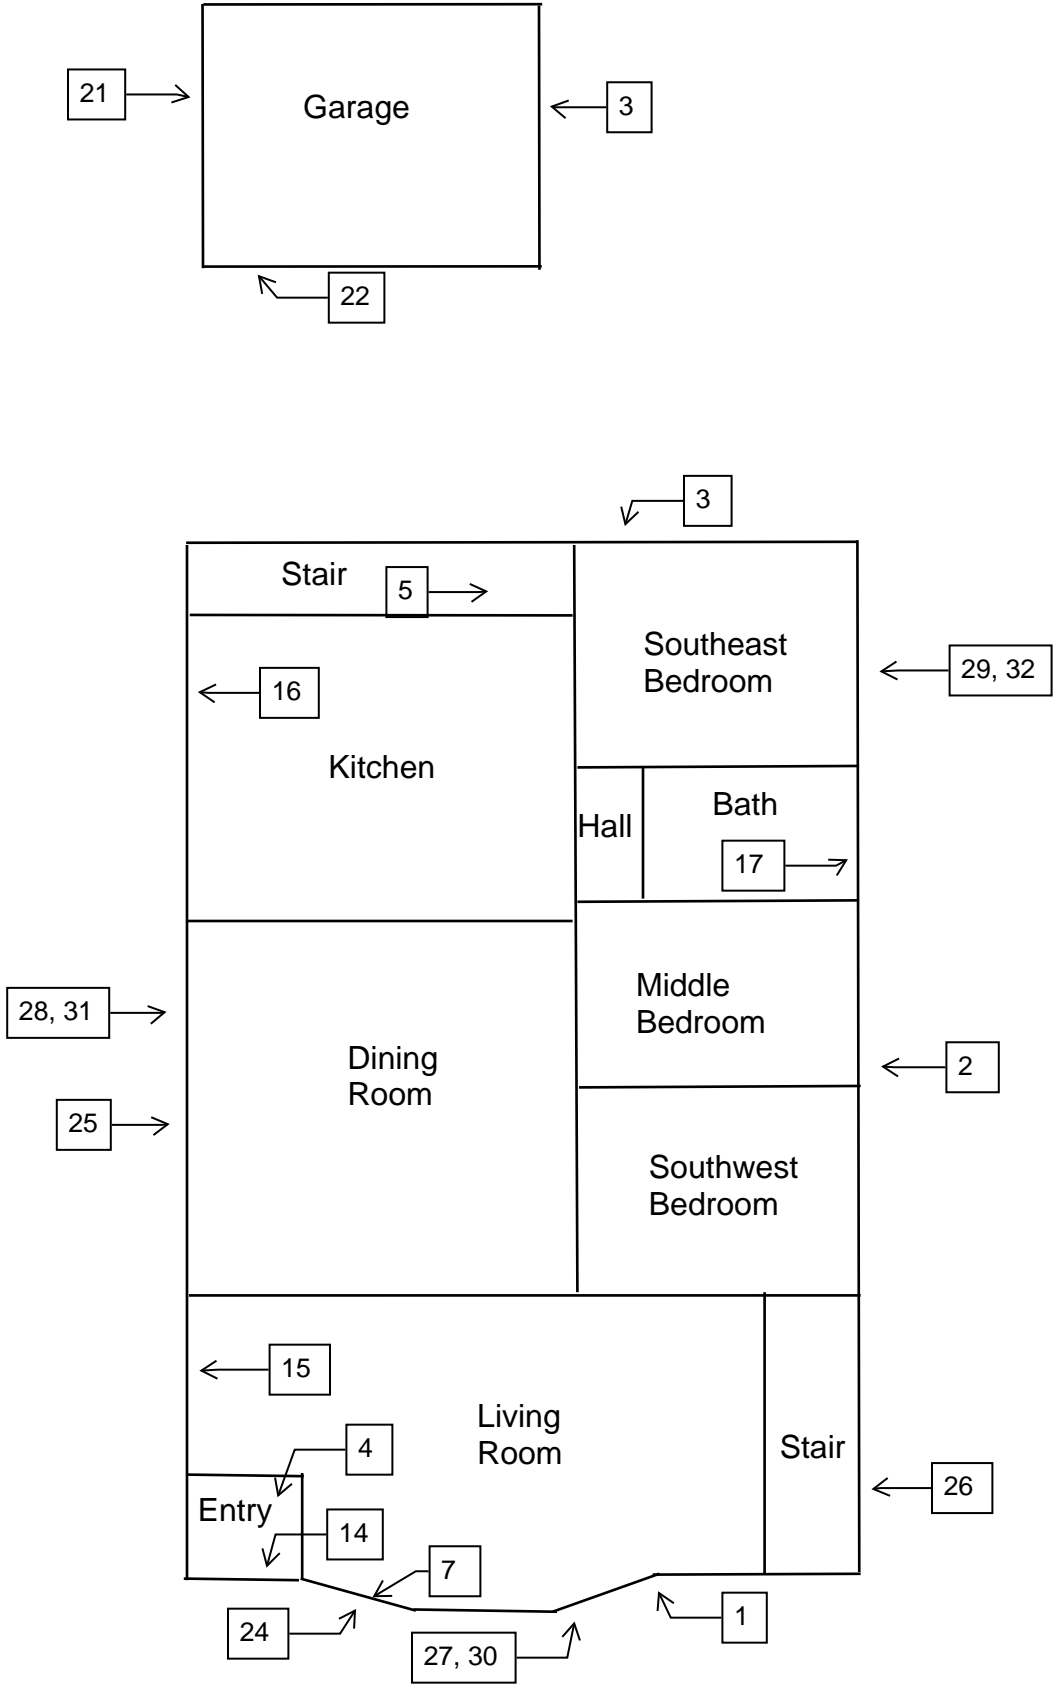 21
Garage
3
22
3
Stair
5
Southeast
Bedroom
29, 32
16
Kitchen
Bath
Hall
17
28, 31
Middle
Bedroom
Dining
Room
2
25
Southwest
Bedroom
15
Living
Room
4
Stair
26
Entry
14
7
24
1
27, 30